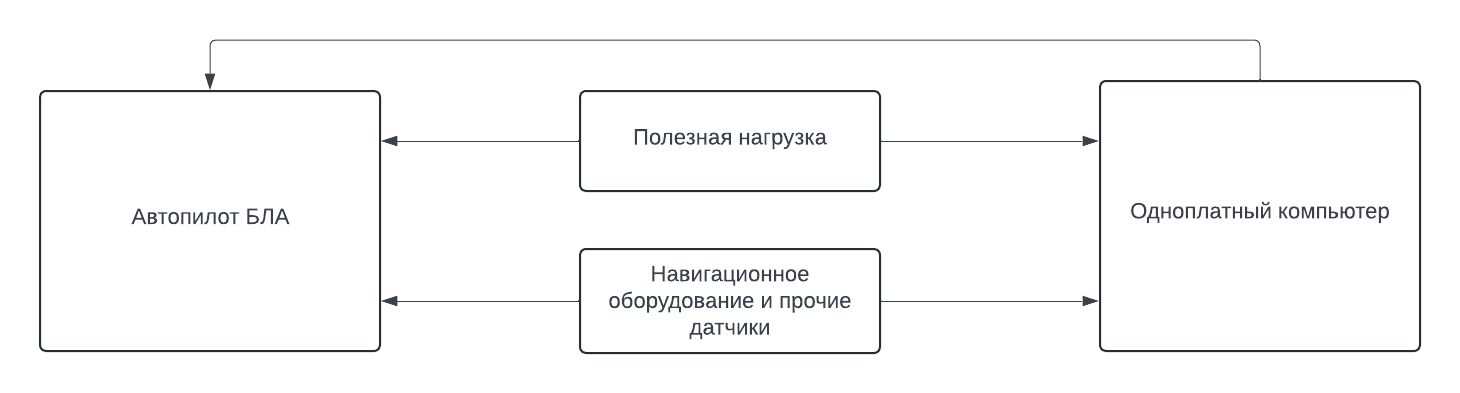 Полезная нагрузка
Автопилот БЛА
Одноплатный компьютер
Навигационное
оборудование и прочие
датчики